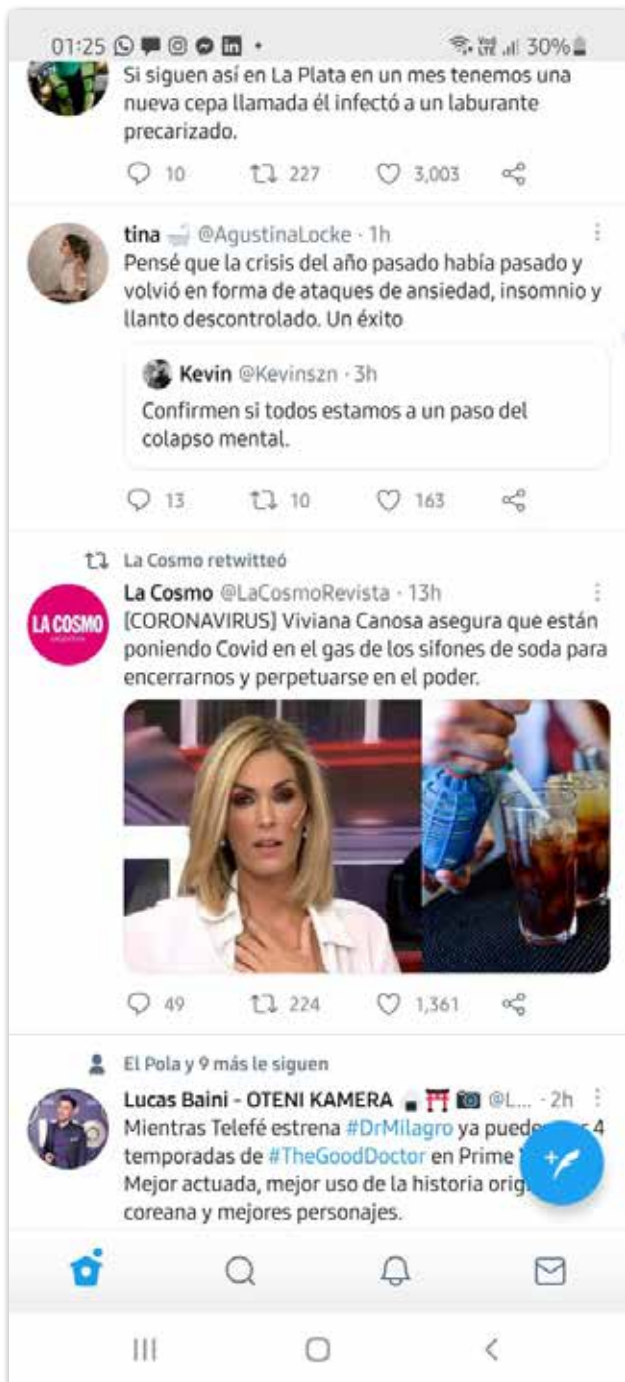 01:25 30%
Si siguen así en La Plata en un mes tenemos una
nueva cepa llamada él infectó a un laburante
precarizado.
10 227 3,003
tina @AgustinaLocke · 1h
Pensé que la crisis del año pasado había pasado y
volvió en forma de ataques de ansiedad, insomnio y
llanto descontrolado. Un éxito
Kevin @Kevinszn · 3h
Confirmen si todos estamos a un paso del
colapso mental.
13 10 163
La Cosmo retwitteó
La Cosmo @LaCosmoRevista · 13h
LA COSMO
[CORONAVIRUS] Viviana Canosa asegura que están
poniendo Covid en el gas de los sifones de soda para
encerrarnos y perpetuarse en el poder.
49 224 1,361
El Pola y 9 más le siguen
Lucas Baini - OTENI KAMERA @L... · 2h
Mientras Telefé estrena #DrMilagro ya 4
temporadas de #TheGoodDoctor en Prime
Mejor actuada, mejor uso de la historia
coreana y mejores personajes.